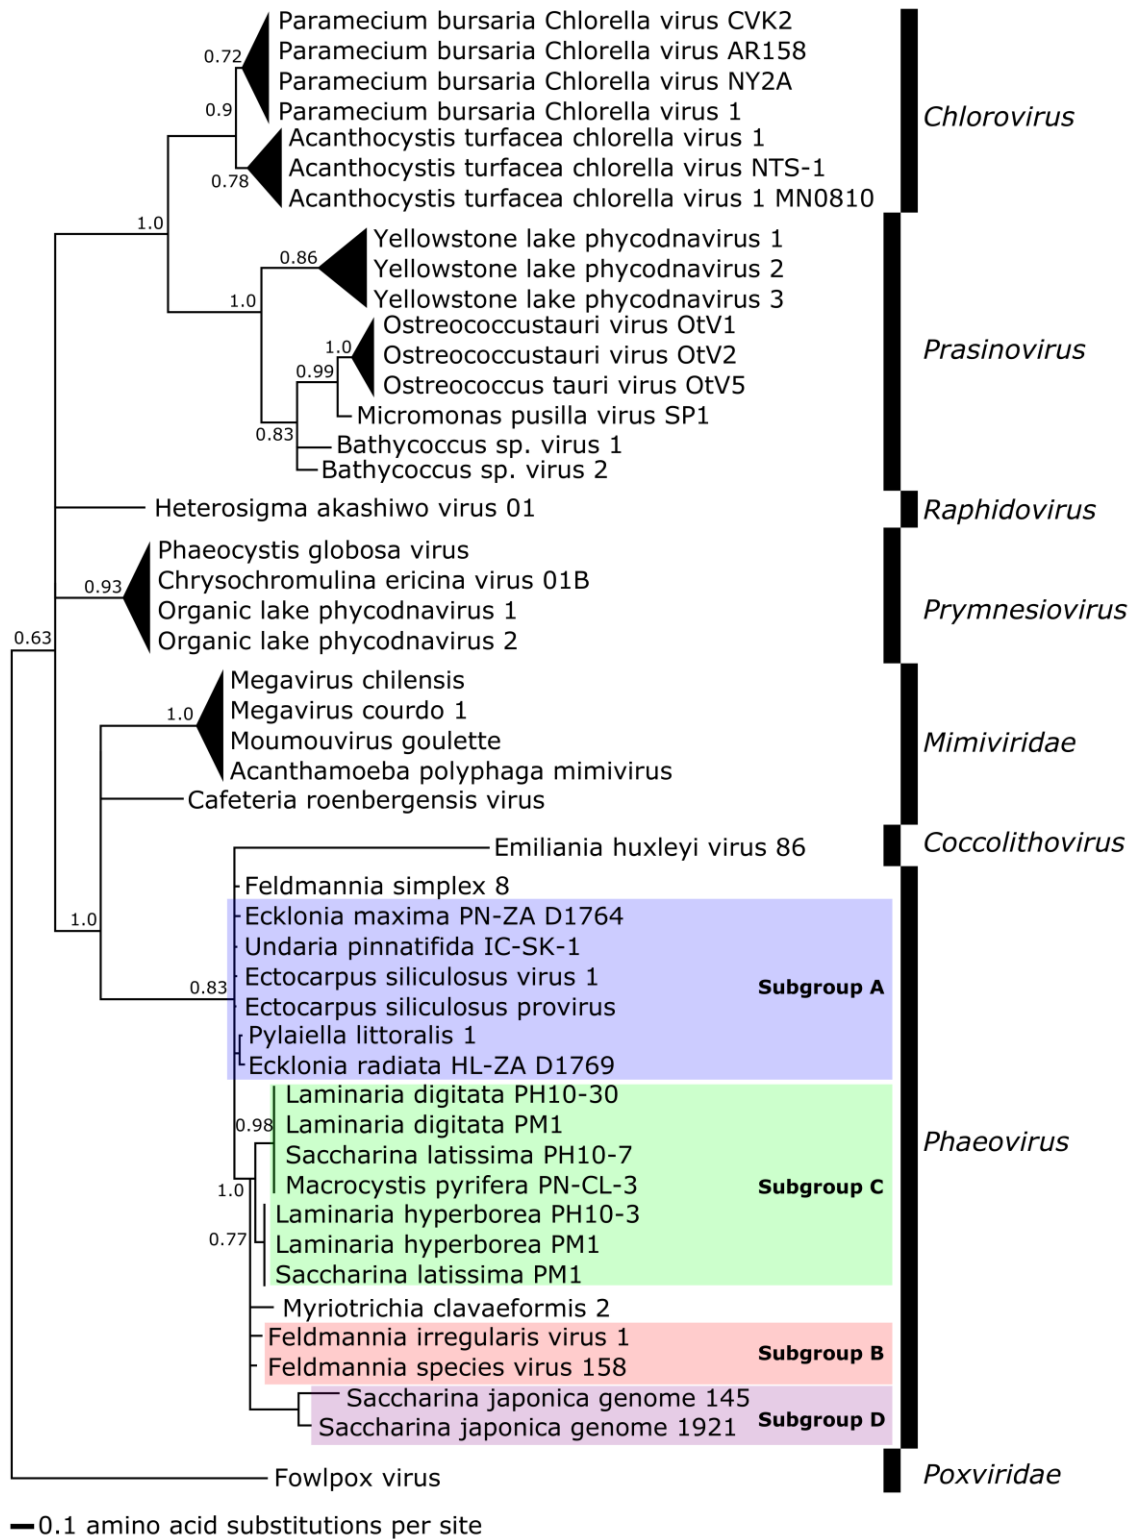 Paramecium bursaria Chlorella virus CVK2
0.72
Paramecium bursaria Chlorella virus AR158
Paramecium bursaria Chlorella virus NY2A
0.9
Paramecium bursaria Chlorella virus 1
Chlorovirus
Acanthocystis turfacea chlorella virus 1
Acanthocystis turfacea chlorella virus NTS-1
0.78
Acanthocystis turfacea chlorella virus 1 MN0810
1.0
Yellowstone lake phycodnavirus 1
0.86
Yellowstone lake phycodnavirus 2
Yellowstone lake phycodnavirus 3
1.0
Ostreococcustauri virus OtV1
1.0
Ostreococcustauri virus OtV2
Prasinovirus
0.99
Ostreococcus tauri virus OtV5
Micromonas pusilla virus SP1
0.83
Bathycoccus sp. virus 1
Bathycoccus sp. virus 2
Heterosigma akashiwo virus 01
Raphidovirus
Phaeocystis globosa virus
0.93
Chrysochromulina ericina virus 01B
Organic lake phycodnavirus 1
Prymnesiovirus
Organic lake phycodnavirus 2
0.63
Megavirus chilensis
1.0
Megavirus courdo 1
Moumouvirus goulette
Mimiviridae
Acanthamoeba polyphaga mimivirus
Cafeteria roenbergensis virus
Emiliania huxleyi virus 86
Coccolithovirus
Feldmannia simplex 8
1.0
Ecklonia maxima PN-ZA D1764
Undaria pinnatifida IC-SK-1
Ectocarpus siliculosus virus 1
0.83
Subgroup A
Ectocarpus siliculosus provirus
Pylaiella littoralis 1
Ecklonia radiata HL-ZA D1769
Laminaria digitata PH10-30
0.98
Laminaria digitata PM1
Phaeovirus
Saccharina latissima PH10-7
Macrocystis pyrifera PN-CL-3
Subgroup C
1.0
Laminaria hyperborea PH10-3
0.77
Laminaria hyperborea PM1
Saccharina latissima PM1
Myriotrichia clavaeformis 2
Feldmannia irregularis virus 1
Subgroup B
Feldmannia species virus 158
Saccharina japonica genome 145
Subgroup D
Saccharina japonica genome 1921
Fowlpox virus
Poxviridae
0.1 amino acid substitutions per site